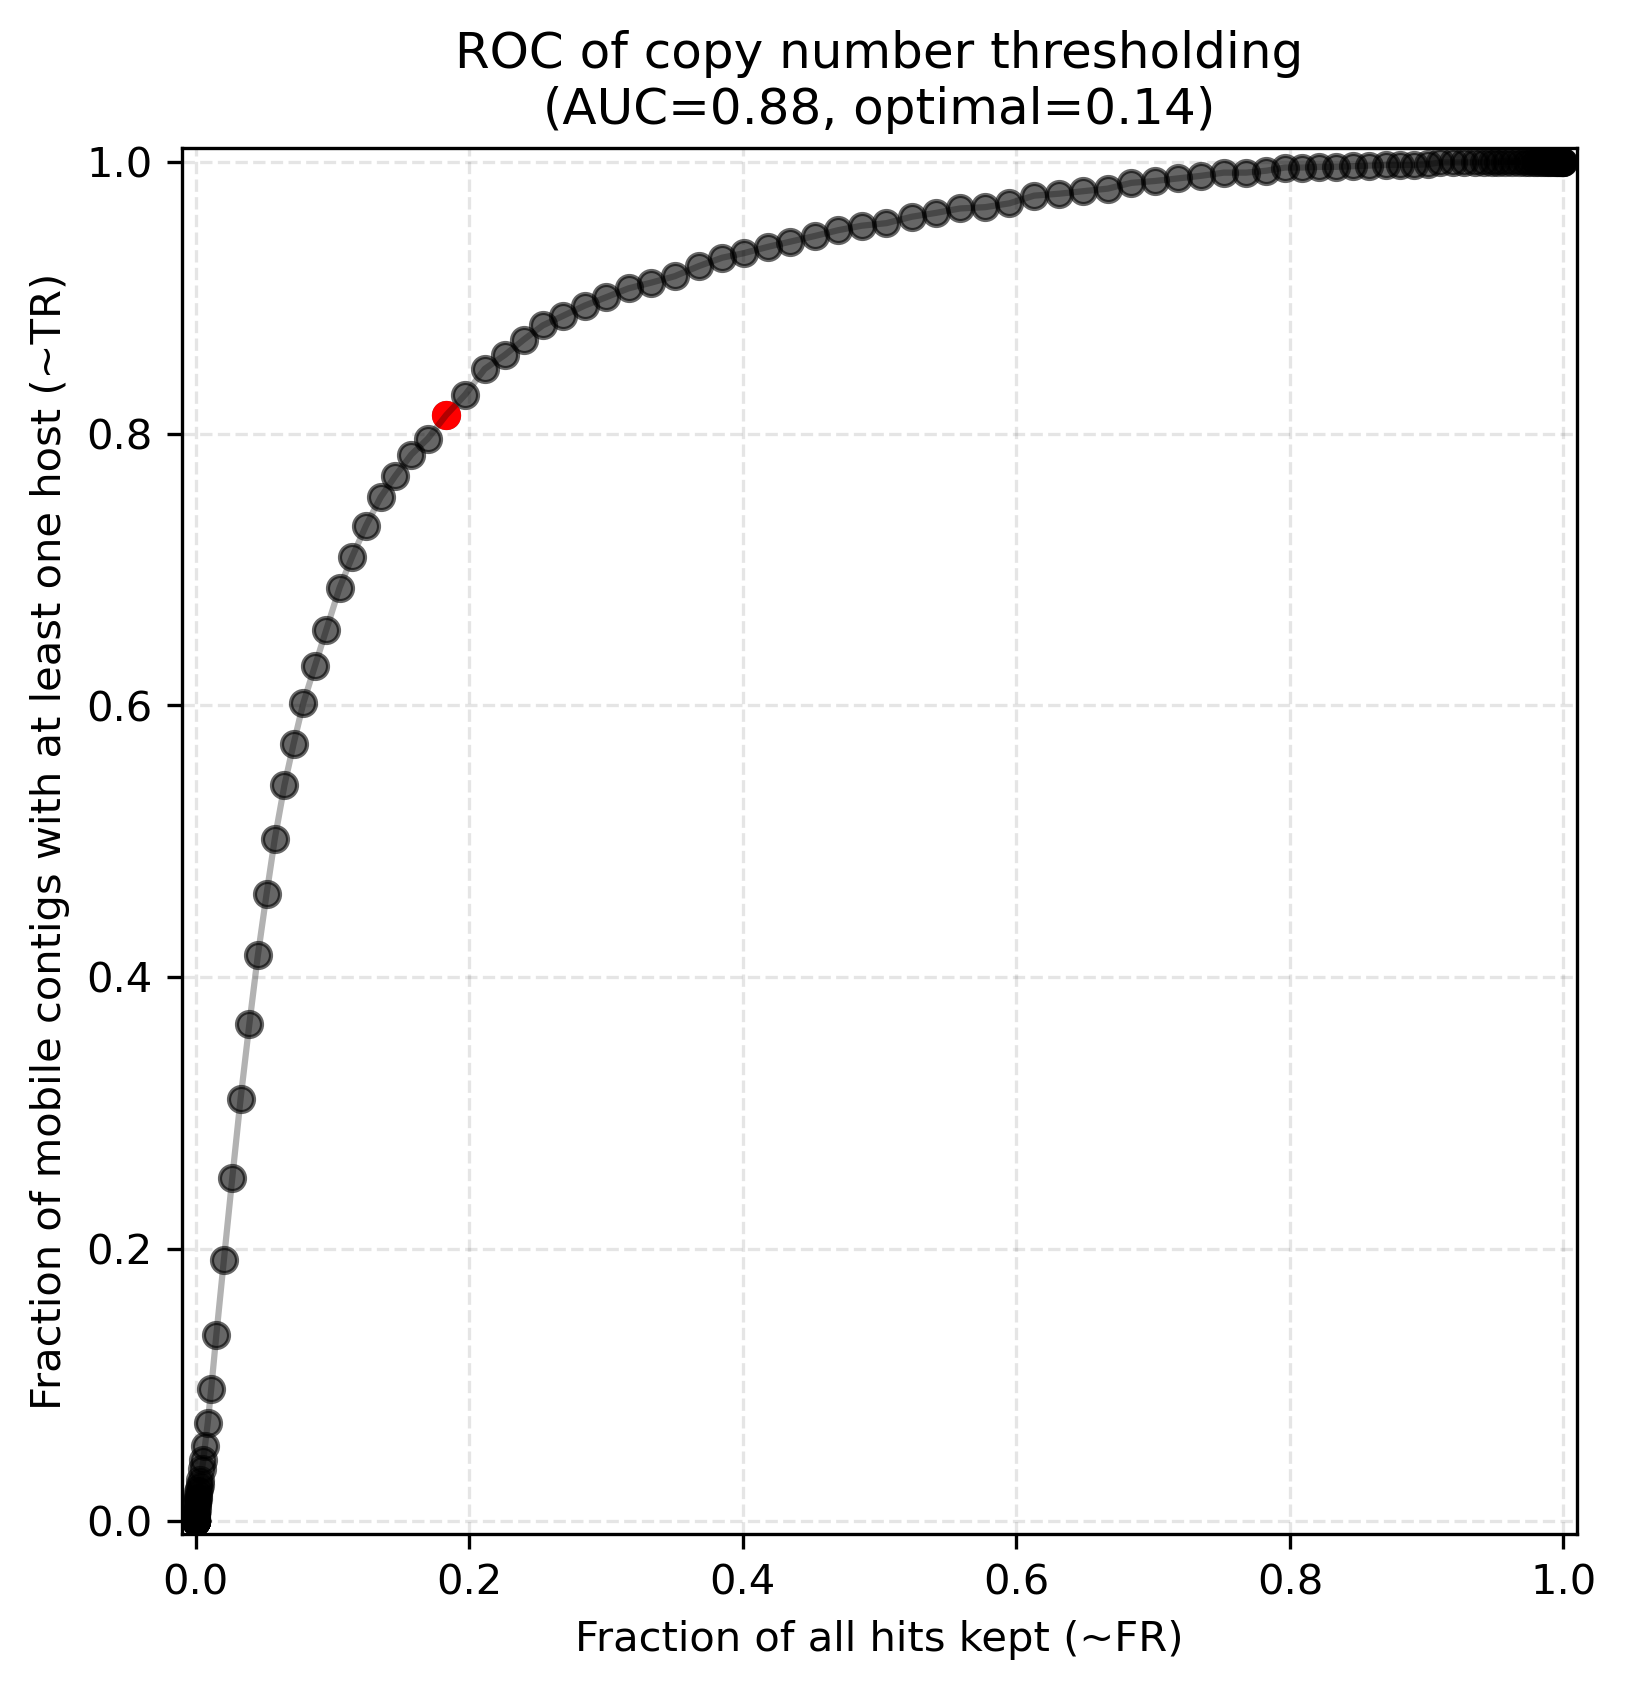 ROC of copy number thresholding
(AUC=0.88, optimal=0.14)
Fraction of mobile contigs with at least one host (~TR)
1.0
0.8
0.6
0.4
0.2
0.0
0.0 0.2 0.4 0.6 0.8 1.0
Fraction of all hits kept (~FR)